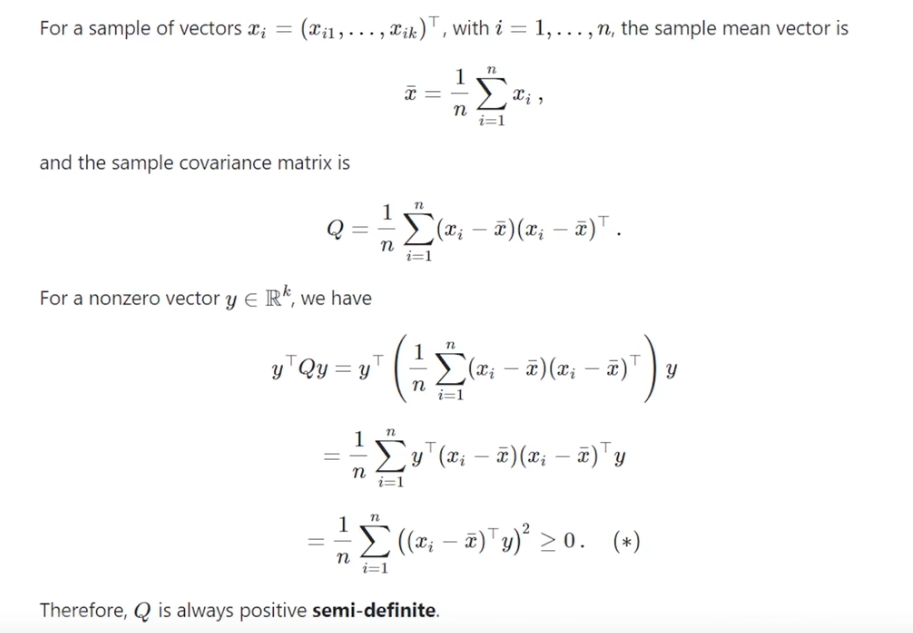 For a sample of vectors $x_i = (x_{i1}, \ldots, x_{ik})^\top$, with $i = 1, \ldots, n$, the sample mean vector is
$$\bar{x} = \frac{1}{n} \sum_{i=1}^{n} x_i \,,$$
and the sample covariance matrix is
$$Q = \frac{1}{n} \sum_{i=1}^{n} (x_i - \bar{x})(x_i - \bar{x})^\top \,.$$
For a nonzero vector $y \in \mathbb{R}^k$, we have
$$y^\top Q y = y^\top \left( \frac{1}{n} \sum_{i=1}^{n} (x_i - \bar{x})(x_i - \bar{x})^\top \right) y$$
$$= \frac{1}{n} \sum_{i=1}^{n} y^\top (x_i - \bar{x})(x_i - \bar{x})^\top y$$
$$= \frac{1}{n} \sum_{i=1}^{n} \left( (x_i - \bar{x})^\top y \right)^2 \geq 0 \,. \quad (*)$$
Therefore, $Q$ is always positive semi-definite.